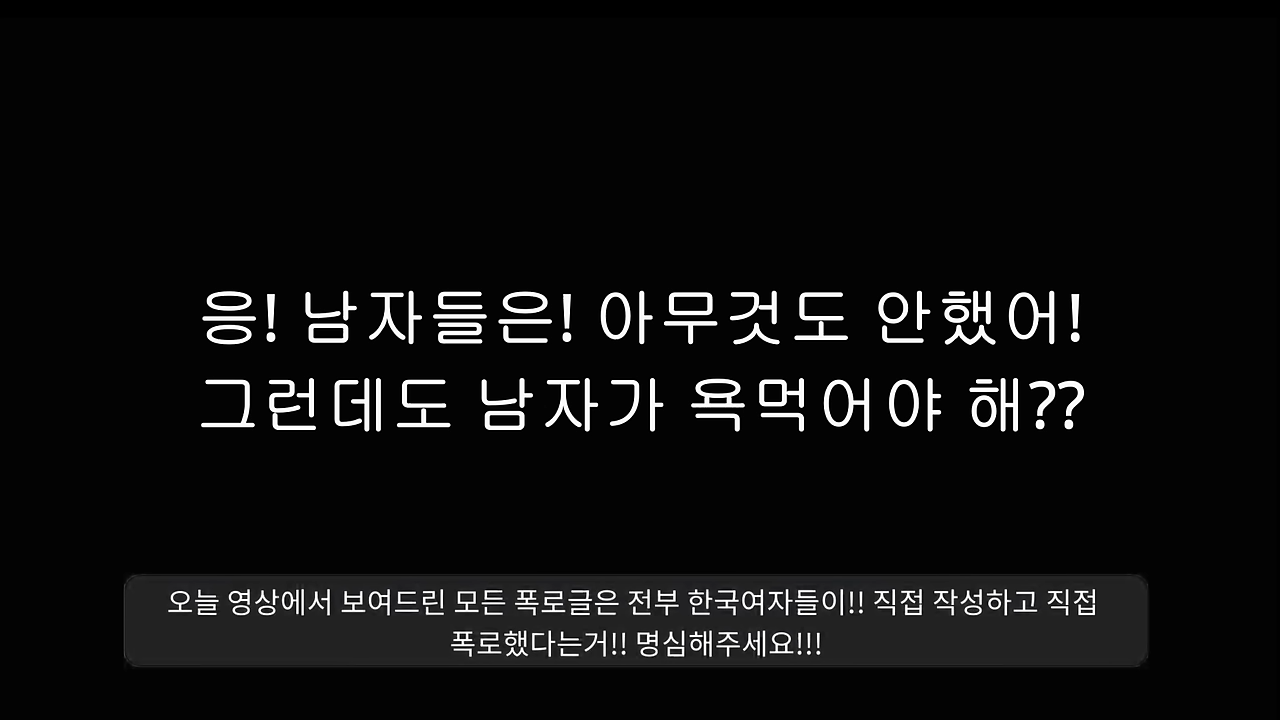 응! 남자들은! 아무것도 안했어!
그런데도 남자가 욕먹어야 해??
오늘 영상에서 보여드린 모든 폭로글은 전부 한국여자들이!! 직접 작성하고 직접
폭로했다는거!! 명심해주세요!!!